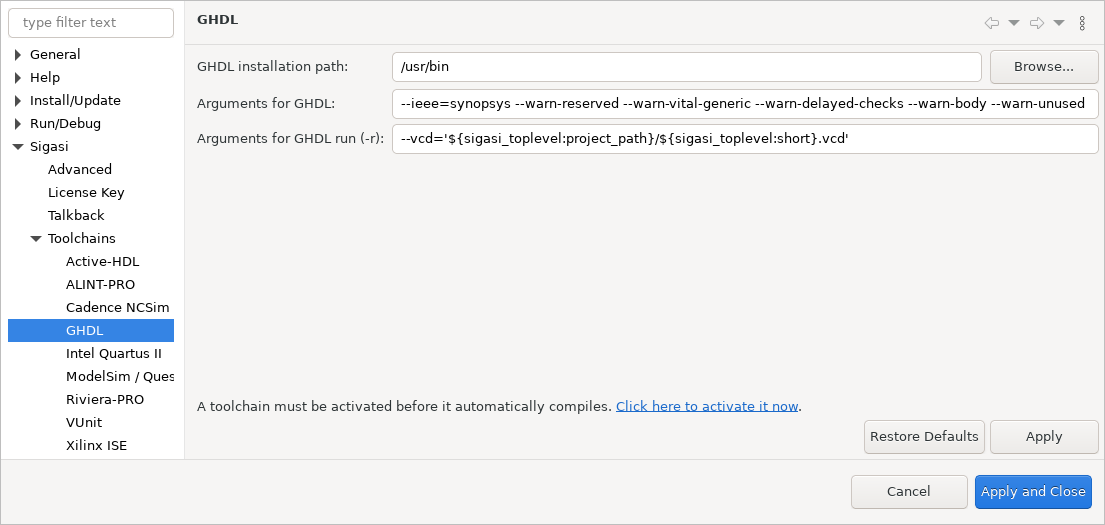 type filter text
General
Help
Install/Update
Run/Debug
Sigasi
Advanced
License Key
Talkback
Toolchains
Active-HDL
ALINT-PRO
Cadence NCSim
GHDL
Intel Quartus II
ModelSim / Ques
Riviera-PRO
VUnit
Xilinx ISE
GHDL
GHDL installation path: /usr/bin Browse...
Arguments for GHDL: --ieee=synopsys --warn-reserved --warn-vital-generic --warn-delayed-checks --warn-body --warn-unused
Arguments for GHDL run (-r): --vcd='${sigasi_toplevel:project_path}/${sigasi_toplevel:short}.vcd'
A toolchain must be activated before it automatically compiles. Click here to activate it now.
Restore Defaults Apply
Cancel Apply and Close